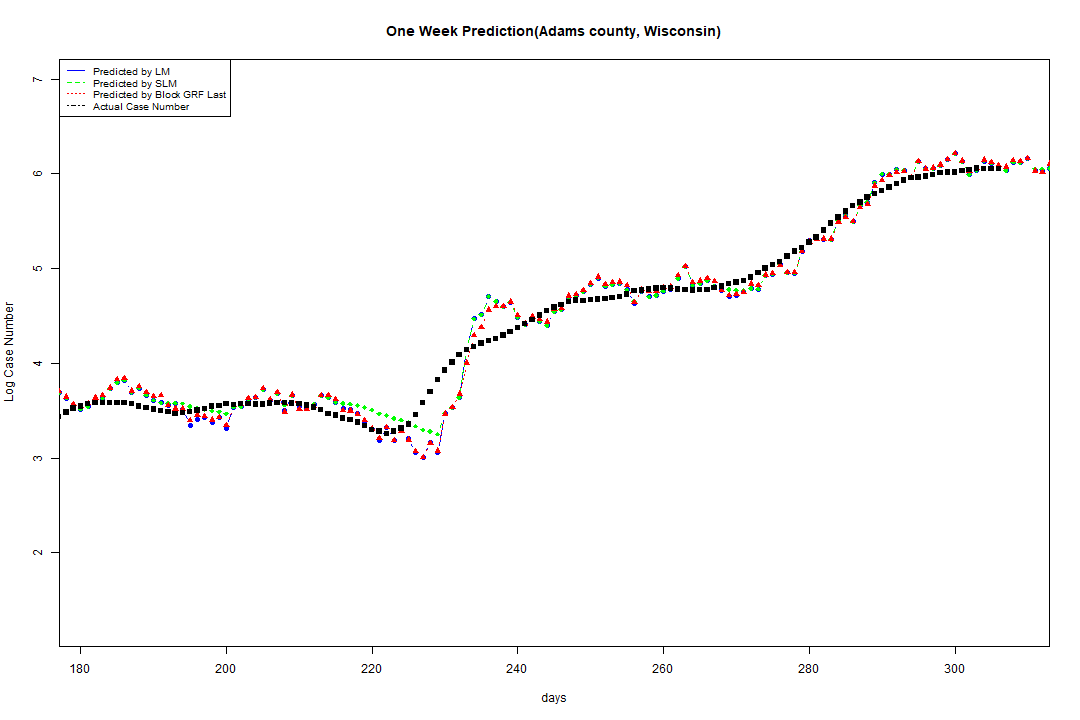 One Week Prediction(Adams county, Wisconsin)
Predicted by LM
Predicted by SLM
Predicted by Block GRF Last
Actual Case Number
Log Case Number
7
6
5
4
3
2
180 200 220 240 260 280 300
days